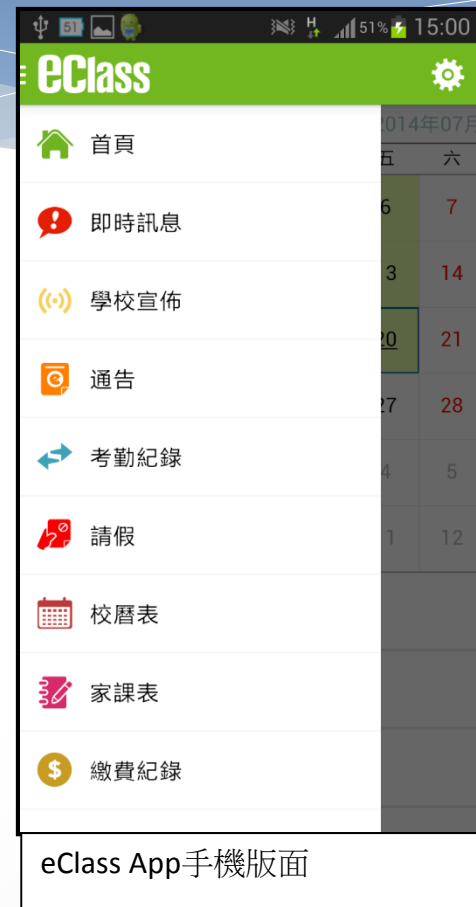 51 51% 15:00
eClass
2014年07月
首頁
五 六
即時訊息
6 7
學校宣佈
3 14
通告
20 21
考勤紀錄
27 28
請假
4 5
校曆表
1 12
家課表
繳費紀錄
eClass App手機版面